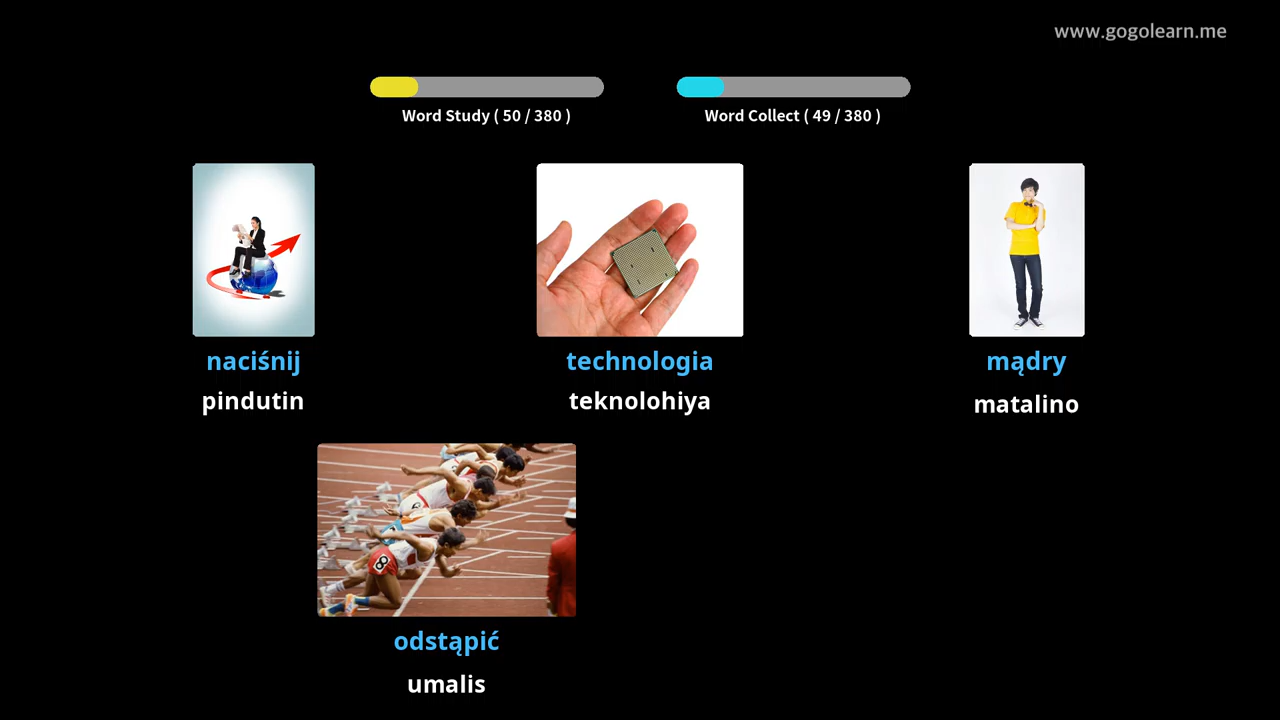 www.gogolearn.me
Word Study ( 50 / 380 )
Word Collect ( 49 / 380 )
naciśnij
pindutin
technologia
teknolohiya
mądry
matalino
8
odstąpić
umalis